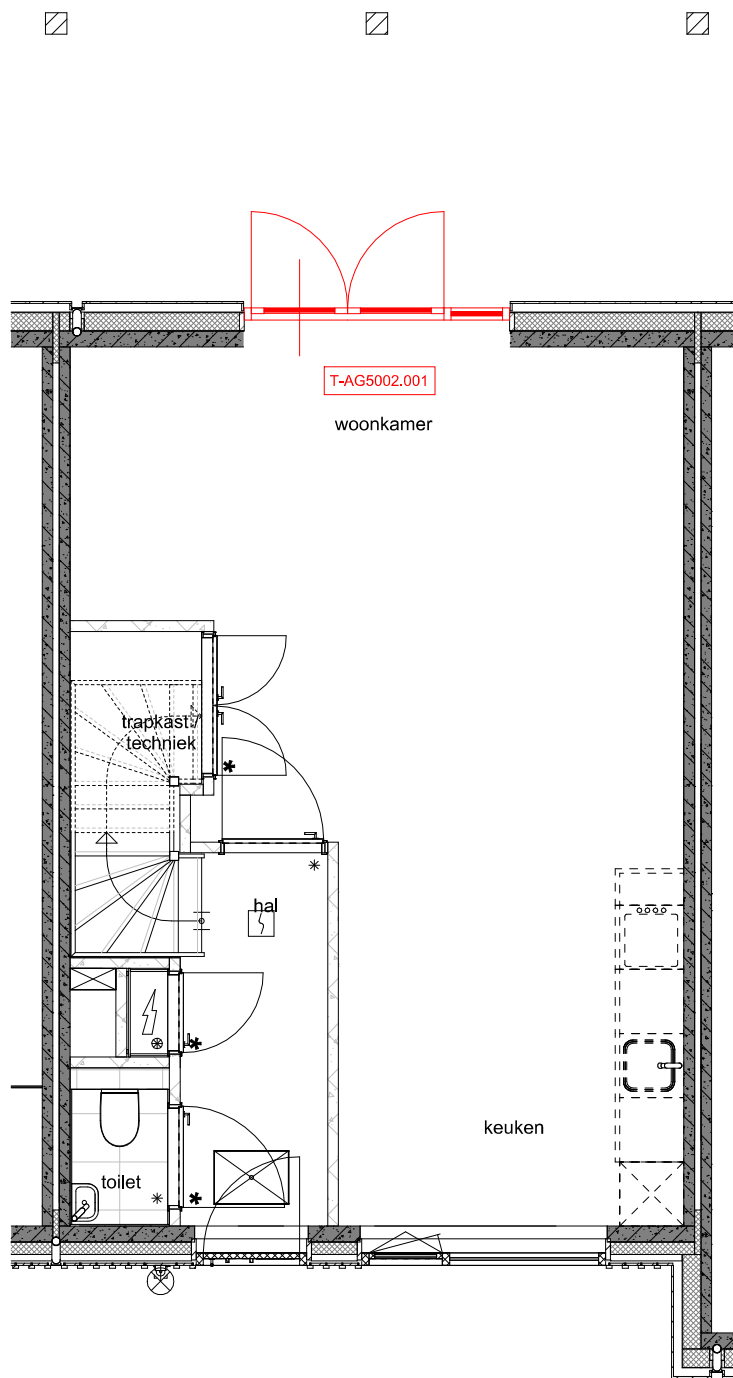 T-AG5002.001
woonkamer
trapkast /
techniek
hal
keuken
toilet